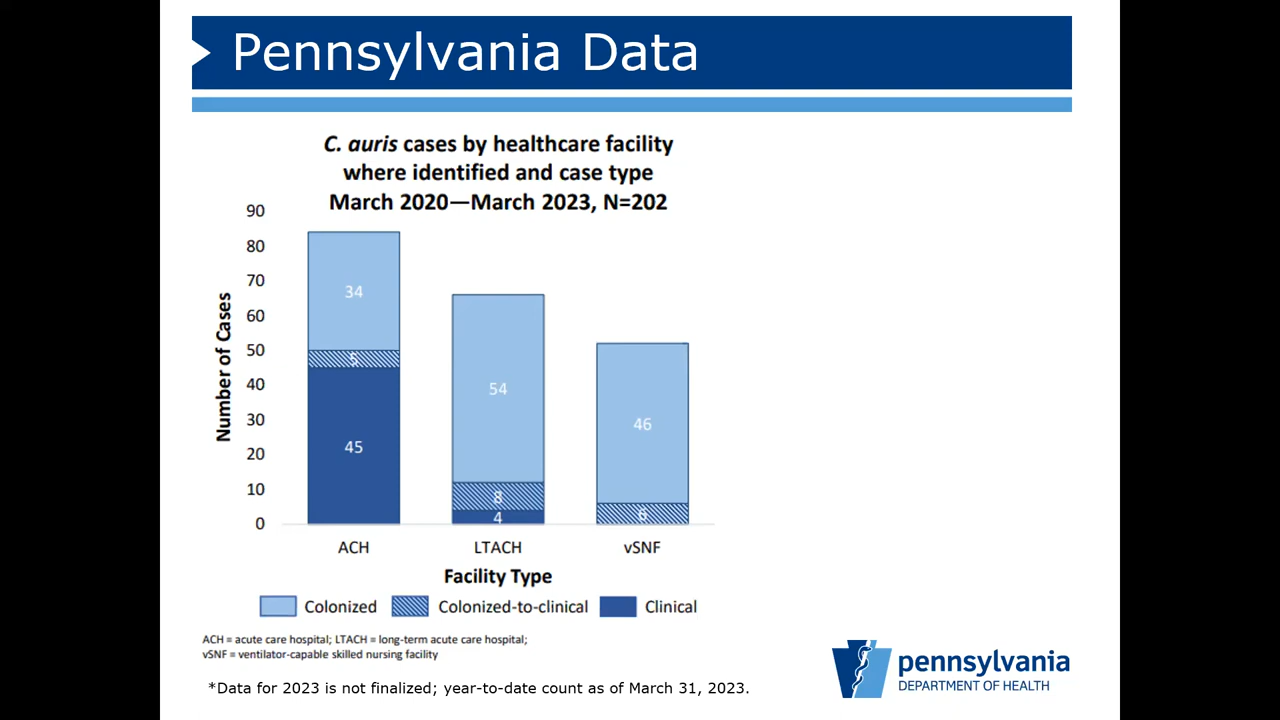 Pennsylvania Data
C. auris cases by healthcare facility
where identified and case type
March 2020—March 2023, N=202
90
80
70
60
50
40
30
20
10
0
Number of Cases
34
5
45
54
8
4
46
6
ACH
LTACH
vSNF
Facility Type
Colonized
Colonized-to-clinical
Clinical
ACH = acute care hospital; LTACH = long-term acute care hospital;
vSNF = ventilator-capable skilled nursing facility
*Data for 2023 is not finalized; year-to-date count as of March 31, 2023.
pennsylvania
DEPARTMENT OF HEALTH